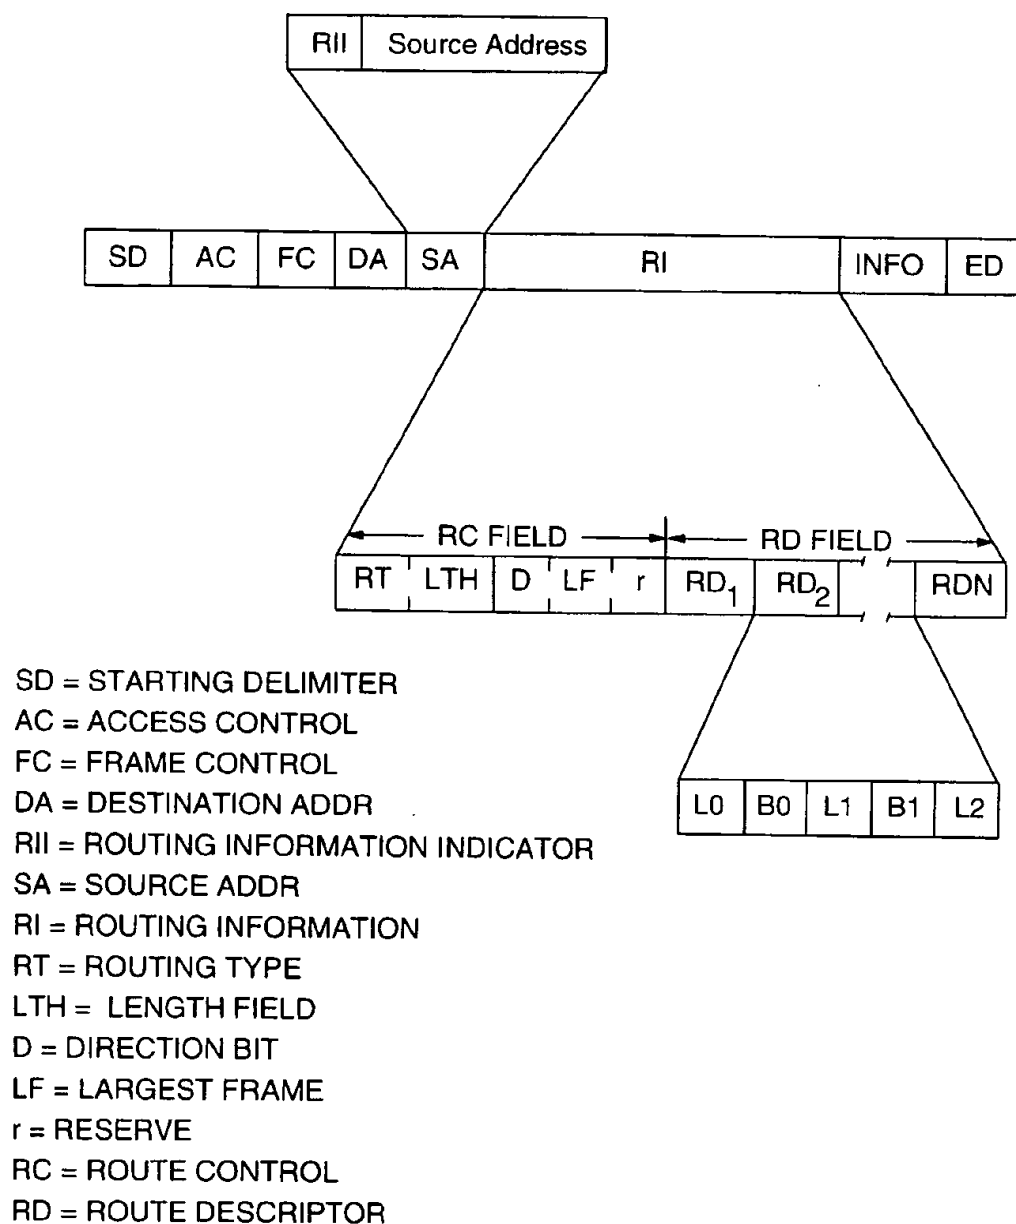 RII Source Address
SD AC FC DA SA RI INFO ED
RC FIELD RD FIELD
RT LTH D LF r RD1 RD2 RDN
L0 B0 L1 B1 L2
SD = STARTING DELIMITER
AC = ACCESS CONTROL
FC = FRAME CONTROL
DA = DESTINATION ADDR
RII = ROUTING INFORMATION INDICATOR
SA = SOURCE ADDR
RI = ROUTING INFORMATION
RT = ROUTING TYPE
LTH = LENGTH FIELD
D = DIRECTION BIT
LF = LARGEST FRAME
r = RESERVE
RC = ROUTE CONTROL
RD = ROUTE DESCRIPTOR